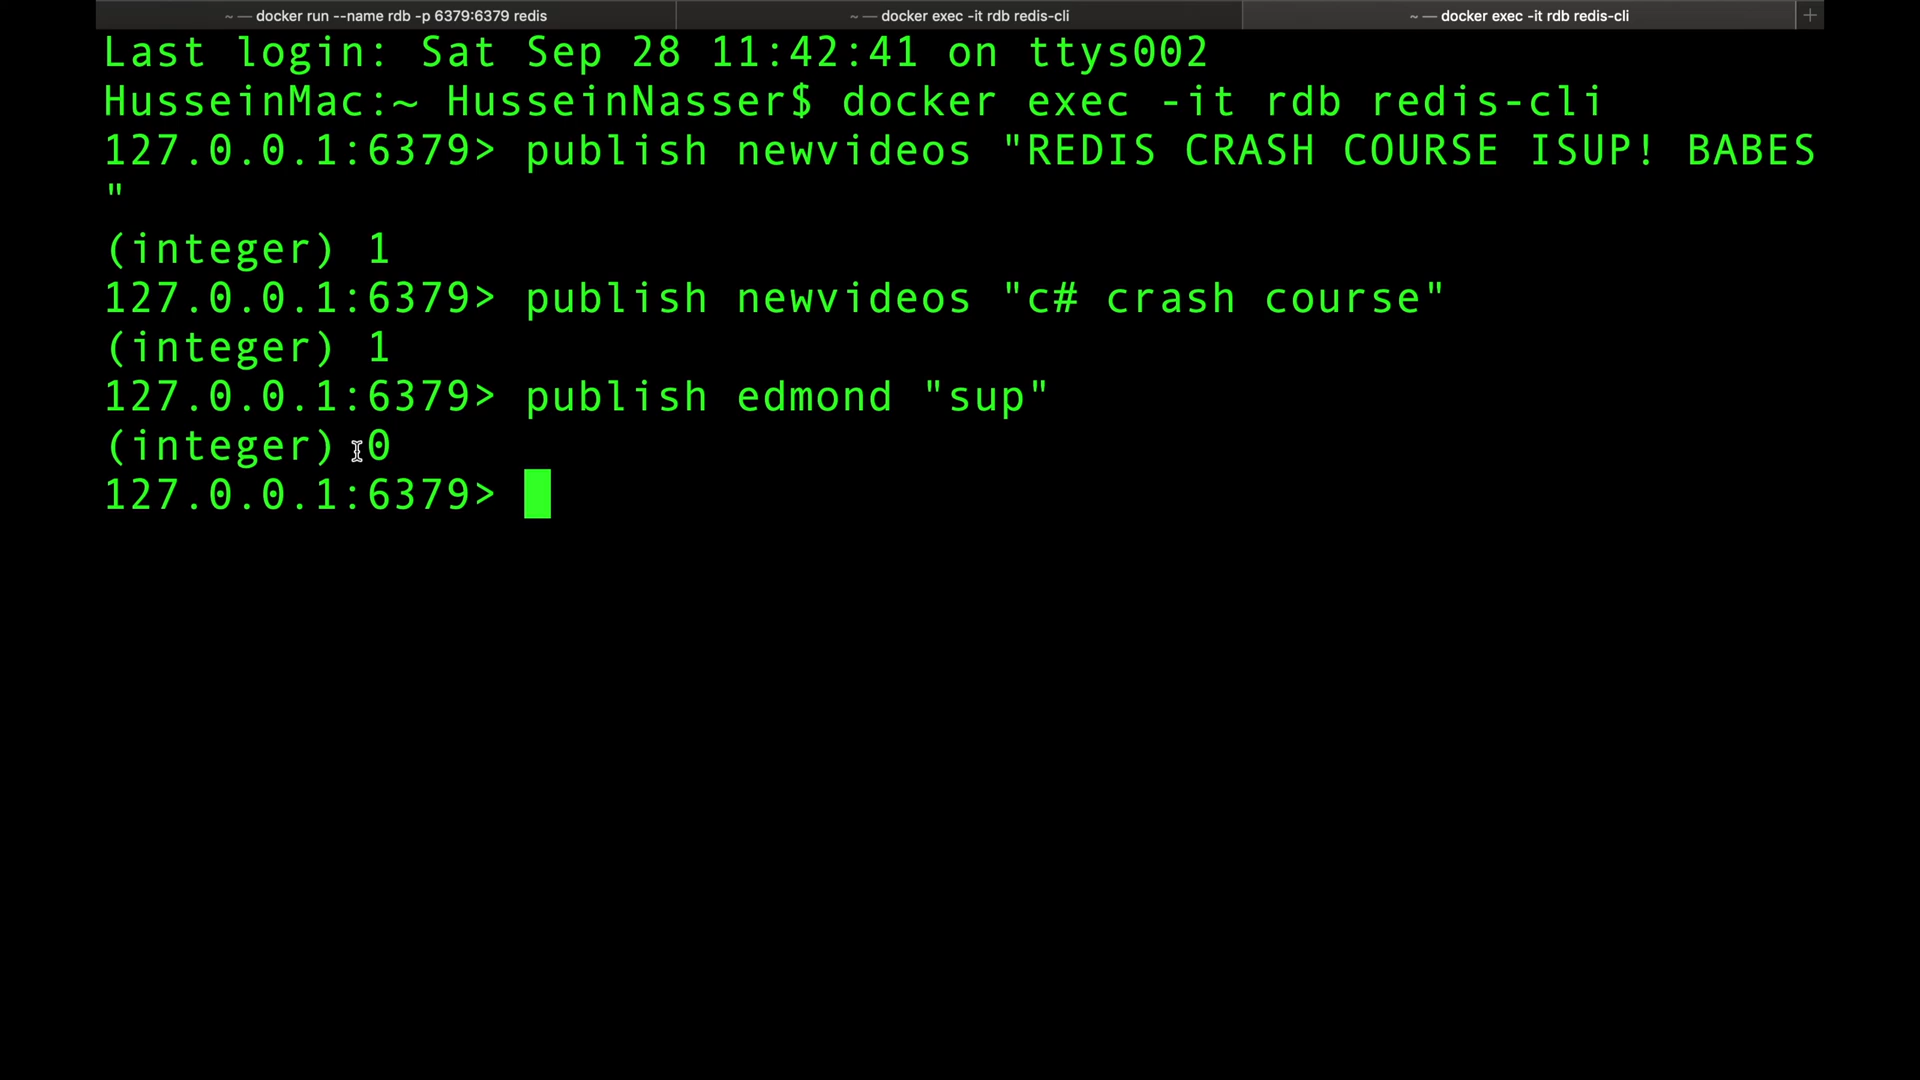 ~ — docker run --name rdb -p 6379:6379 redis
~ — docker exec -it rdb redis-cli
~ — docker exec -it rdb redis-cli
+
Last login: Sat Sep 28 11:42:41 on ttys002
HusseinMac:~ HusseinNasser$ docker exec -it rdb redis-cli
127.0.0.1:6379> publish newvideos "REDIS CRASH COURSE ISUP! BABES
"
(integer) 1
127.0.0.1:6379> publish newvideos "c# crash course"
(integer) 1
127.0.0.1:6379> publish edmond "sup"
(integer) 0
127.0.0.1:6379>